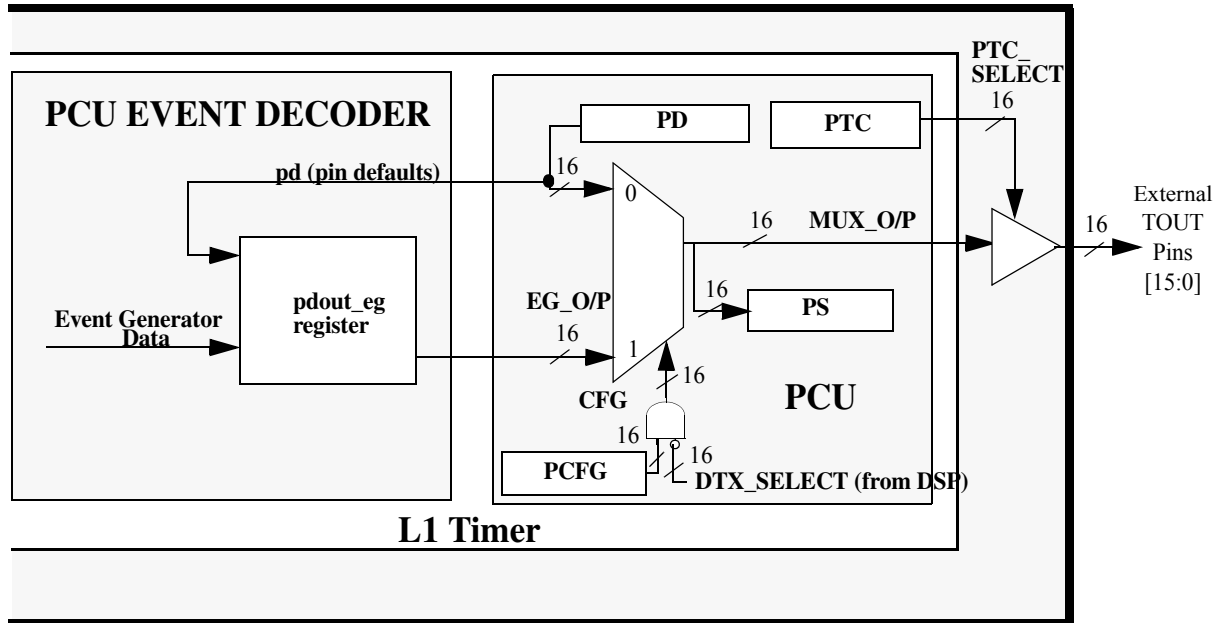 PTC_
SELECT
16
PCU EVENT DECODER
PD
PTC
pd (pin defaults)
16
0
External
TOUT
Pins
[15:0]
16
MUX_O/P
16
pdout_eg
register
EG_O/P
16
16
PS
Event Generator
Data
1
CFG
16
PCU
16
16
PCFG
DTX_SELECT (from DSP)
L1 Timer